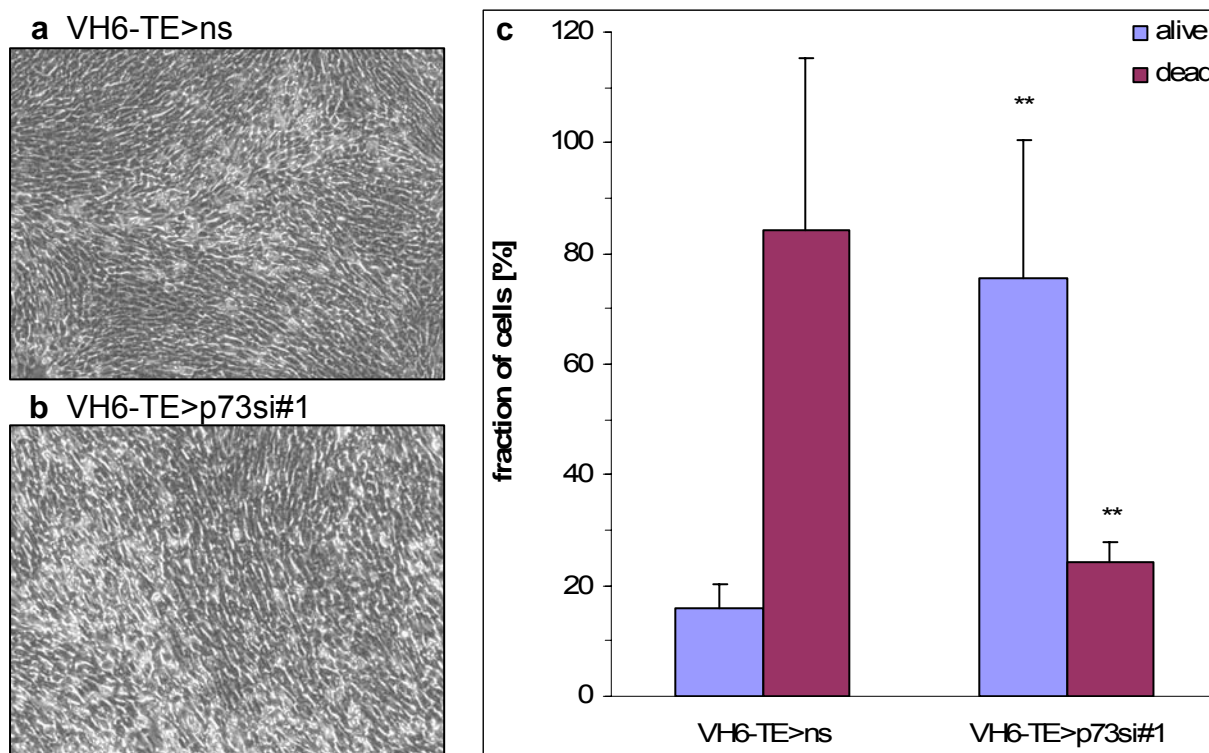 a VH6-TE>ns
b VH6-TE>p73si#1
c
alive
dead
fraction of cells [%]
120
100
80
60
40
20
0
**
**
VH6-TE>ns
VH6-TE>p73si#1